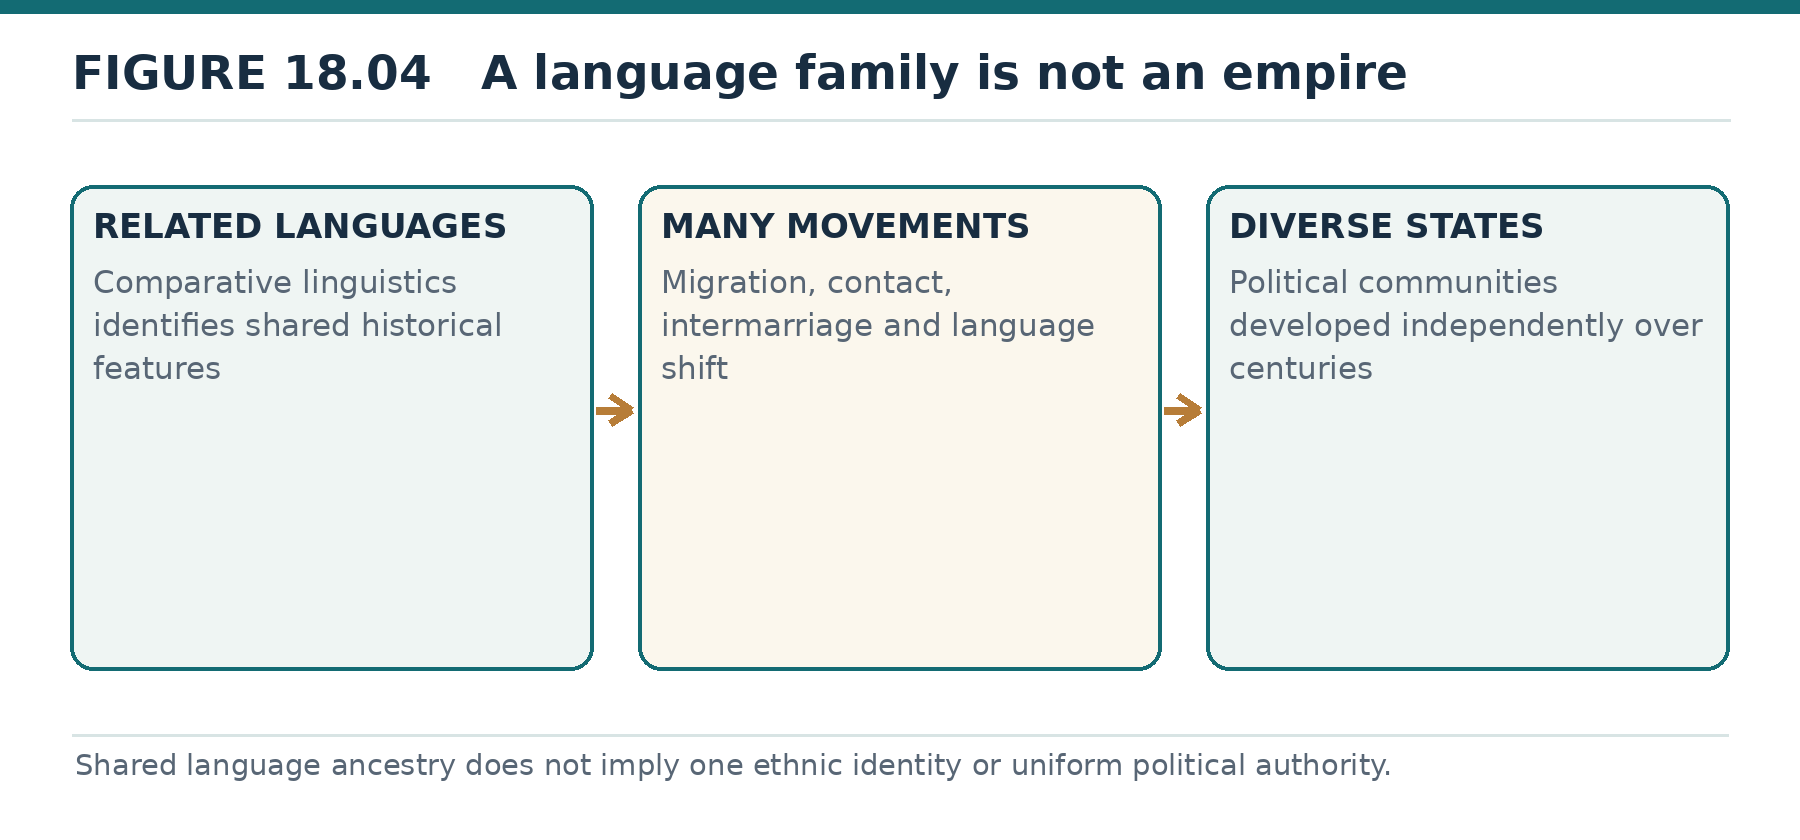 FIGURE 18.04 A language family is not an empire
RELATED LANGUAGES
Comparative linguistics
identifies shared historical
features
MANY MOVEMENTS
Migration, contact,
intermarriage and language
shift
DIVERSE STATES
Political communities
developed independently over
centuries
Shared language ancestry does not imply one ethnic identity or uniform political authority.